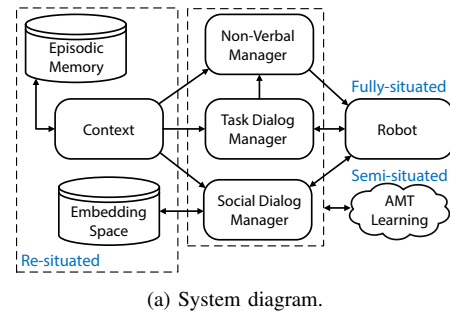 Episodic
Memory
Non-Verbal
Manager
Fully-situated
Context
Task Dialog
Manager
Robot
Semi-situated
Embedding
Space
Social Dialog
Manager
AMT
Learning
Re-situated
(a) System diagram.